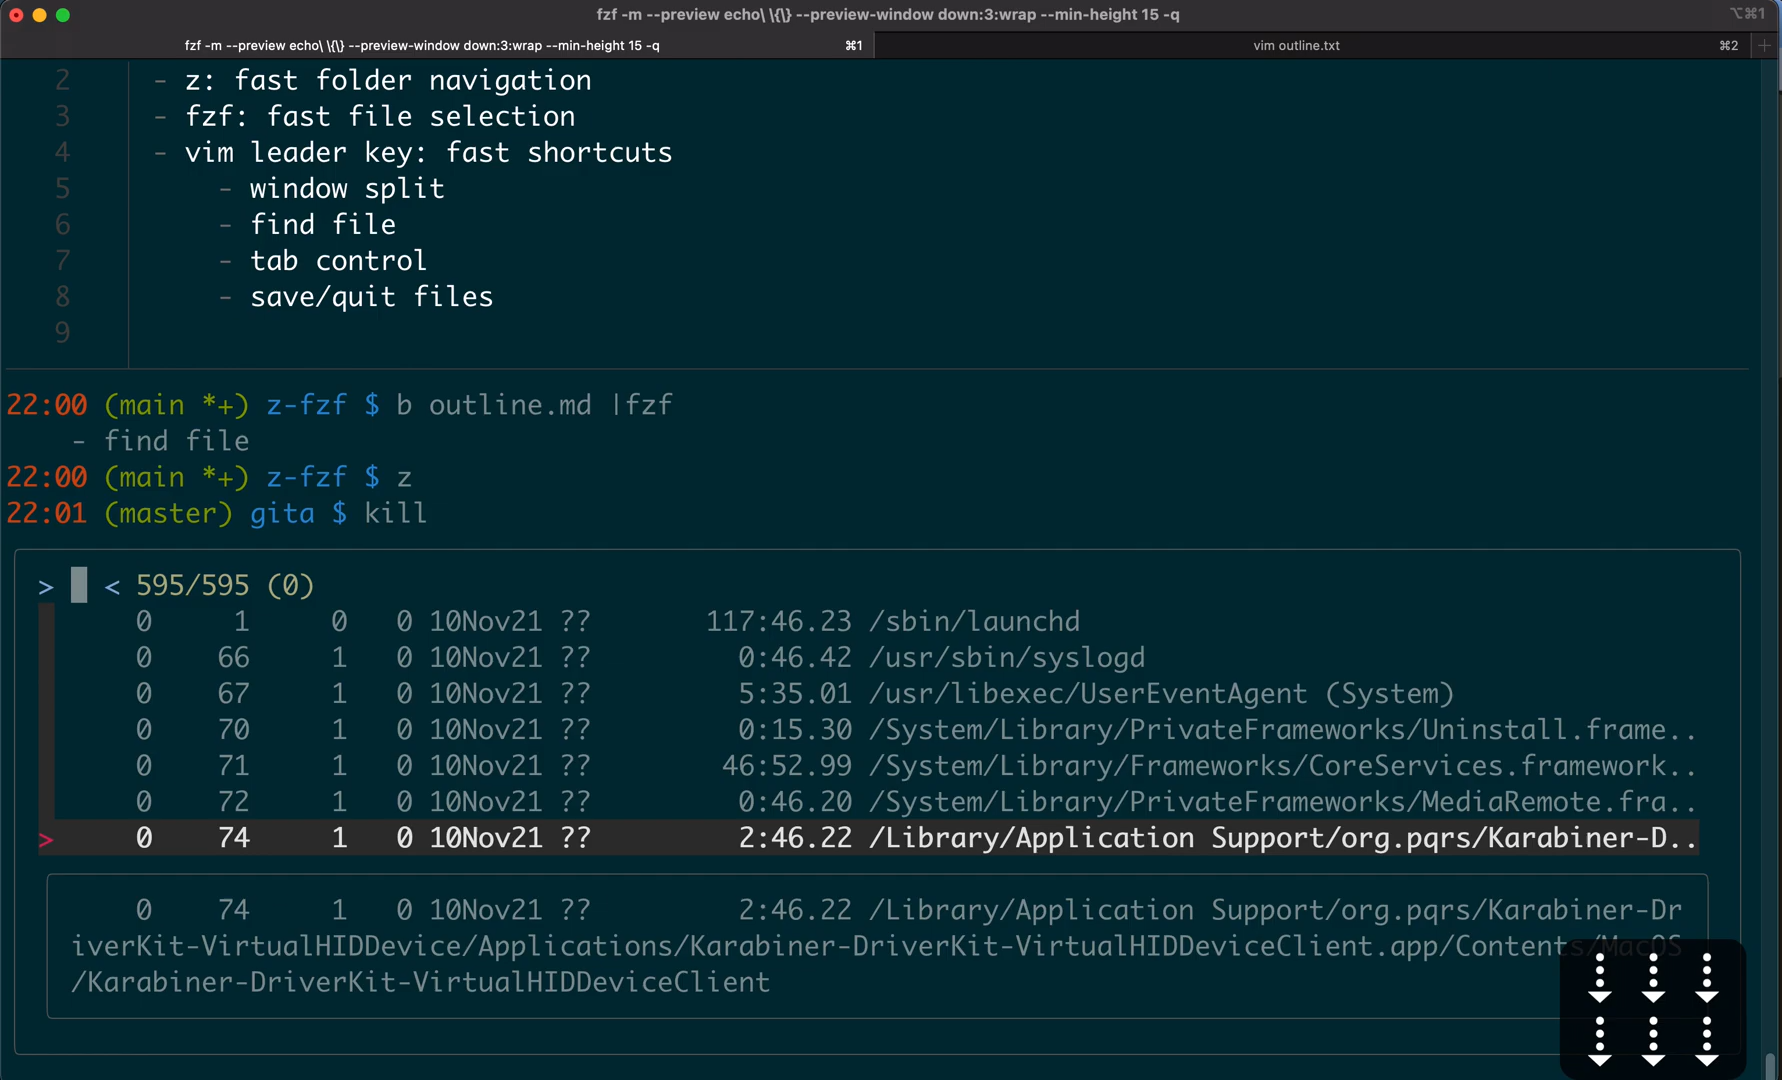 fzf -m --preview echo\ \{\} --preview-window down:3:wrap --min-height 15 -q
⌥⌘1
fzf -m --preview echo\ \{\} --preview-window down:3:wrap --min-height 15 -q ⌘1
vim outline.txt ⌘2 +
2 - z: fast folder navigation
3 - fzf: fast file selection
4 - vim leader key: fast shortcuts
5 - window split
6 - find file
7 - tab control
8 - save/quit files
9
22:00 (main *+) z-fzf $ b outline.md |fzf
- find file
22:00 (main *+) z-fzf $ z
22:01 (master) gita $ kill
> < 595/595 (0)
0 1 0 0 10Nov21 ?? 117:46.23 /sbin/launchd
0 66 1 0 10Nov21 ?? 0:46.42 /usr/sbin/syslogd
0 67 1 0 10Nov21 ?? 5:35.01 /usr/libexec/UserEventAgent (System)
0 70 1 0 10Nov21 ?? 0:15.30 /System/Library/PrivateFrameworks/Uninstall.frame..
0 71 1 0 10Nov21 ?? 46:52.99 /System/Library/Frameworks/CoreServices.framework..
0 72 1 0 10Nov21 ?? 0:46.20 /System/Library/PrivateFrameworks/MediaRemote.fra..
> 0 74 1 0 10Nov21 ?? 2:46.22 /Library/Application Support/org.pqrs/Karabiner-D..
0 74 1 0 10Nov21 ?? 2:46.22 /Library/Application Support/org.pqrs/Karabiner-Dr
iverKit-VirtualHIDDevice/Applications/Karabiner-DriverKit-VirtualHIDDeviceClient.app/Contents/MacOS
/Karabiner-DriverKit-VirtualHIDDeviceClient